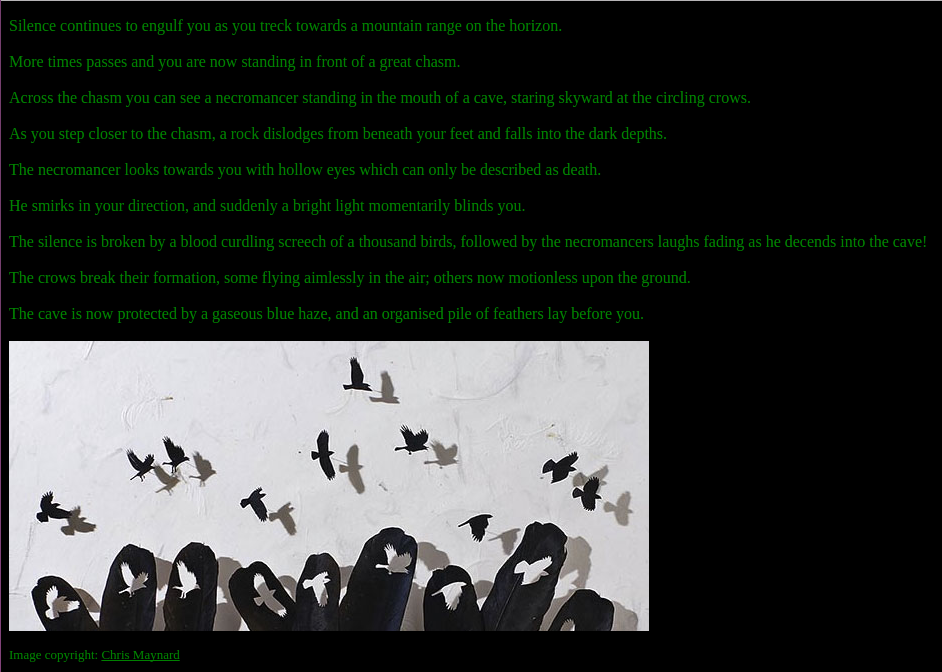 Silence continues to engulf you as you treck towards a mountain range on the horizon.
More times passes and you are now standing in front of a great chasm.
Across the chasm you can see a necromancer standing in the mouth of a cave, staring skyward at the circling crows.
As you step closer to the chasm, a rock dislodges from beneath your feet and falls into the dark depths.
The necromancer looks towards you with hollow eyes which can only be described as death.
He smirks in your direction, and suddenly a bright light momentarily blinds you.
The silence is broken by a blood curdling screech of a thousand birds, followed by the necromancers laughs fading as he decends into the cave!
The crows break their formation, some flying aimlessly in the air; others now motionless upon the ground.
The cave is now protected by a gaseous blue haze, and an organised pile of feathers lay before you.
Image copyright: Chris Maynard